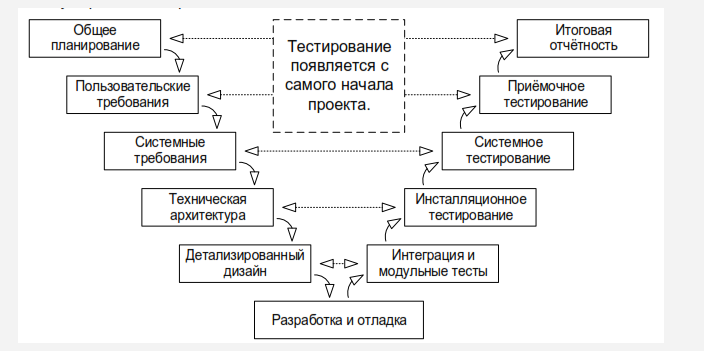 Общее
планирование
Тестирование
появляется с
самого начала
проекта.
Итоговая
отчётность
Пользовательские
требования
Приёмочное
тестирование
Системные
требования
Системное
тестирование
Техническая
архитектура
Инсталляционное
тестирование
Детализированный
дизайн
Интеграция и
модульные тесты
Разработка и отладка